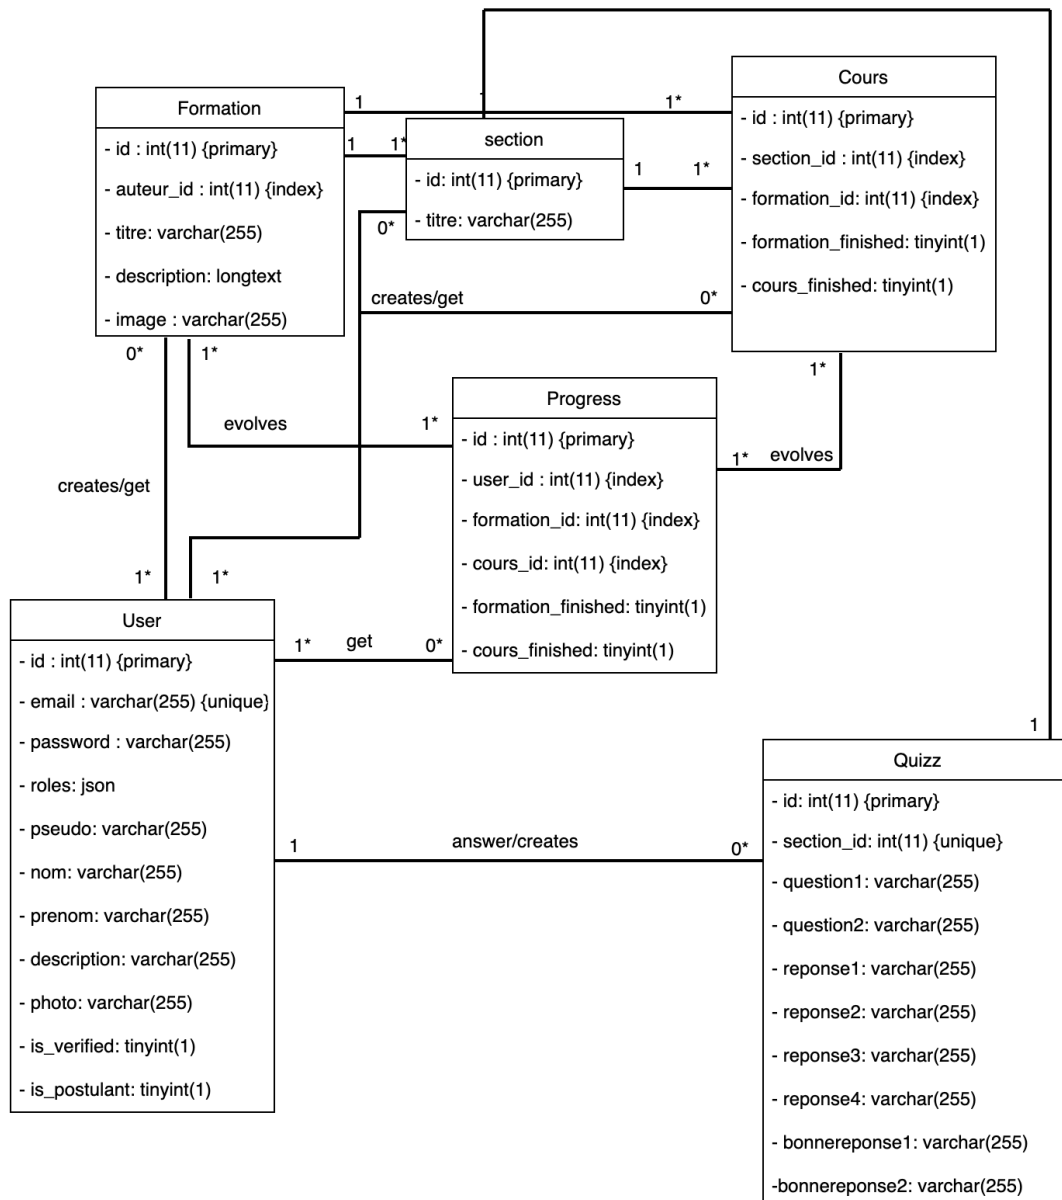 Formation
- id : int(11) {primary}
- auteur_id : int(11) {index}
- titre: varchar(255)
- description: longtext
- image : varchar(255)
section
- id: int(11) {primary}
- titre: varchar(255)
Cours
- id : int(11) {primary}
- section_id : int(11) {index}
- formation_id: int(11) {index}
- formation_finished: tinyint(1)
- cours_finished: tinyint(1)
1
1*
1
1
1*
1
1*
0*
creates/get
0*
0*
1*
1*
evolves
1*
1*
evolves
creates/get
1*
1*
Progress
- id : int(11) {primary}
- user_id : int(11) {index}
- formation_id: int(11) {index}
- cours_id: int(11) {index}
- formation_finished: tinyint(1)
- cours_finished: tinyint(1)
User
- id : int(11) {primary}
- email : varchar(255) {unique}
- password : varchar(255)
- roles: json
- pseudo: varchar(255)
- nom: varchar(255)
- prenom: varchar(255)
- description: varchar(255)
- photo: varchar(255)
- is_verified: tinyint(1)
- is_postulant: tinyint(1)
1*
get
0*
1
answer/creates
0*
1
Quizz
- id: int(11) {primary}
- section_id: int(11) {unique}
- question1: varchar(255)
- question2: varchar(255)
- reponse1: varchar(255)
- reponse2: varchar(255)
- reponse3: varchar(255)
- reponse4: varchar(255)
- bonnereponse1: varchar(255)
-bonnereponse2: varchar(255)